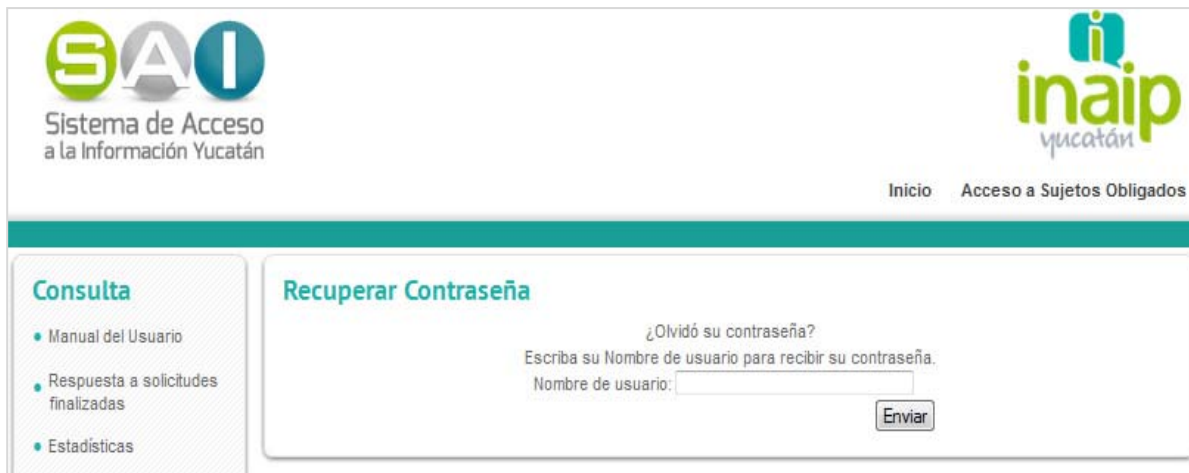 SAI
Sistema de Acceso
a la Información Yucatán
inaip
yucatán
Inicio Acceso a Sujetos Obligados
Consulta
Manual del Usuario
Respuesta a solicitudes
finalizadas
Estadísticas
Recuperar Contraseña
¿Olvidó su contraseña?
Escriba su Nombre de usuario para recibir su contraseña.
Nombre de usuario:
Enviar